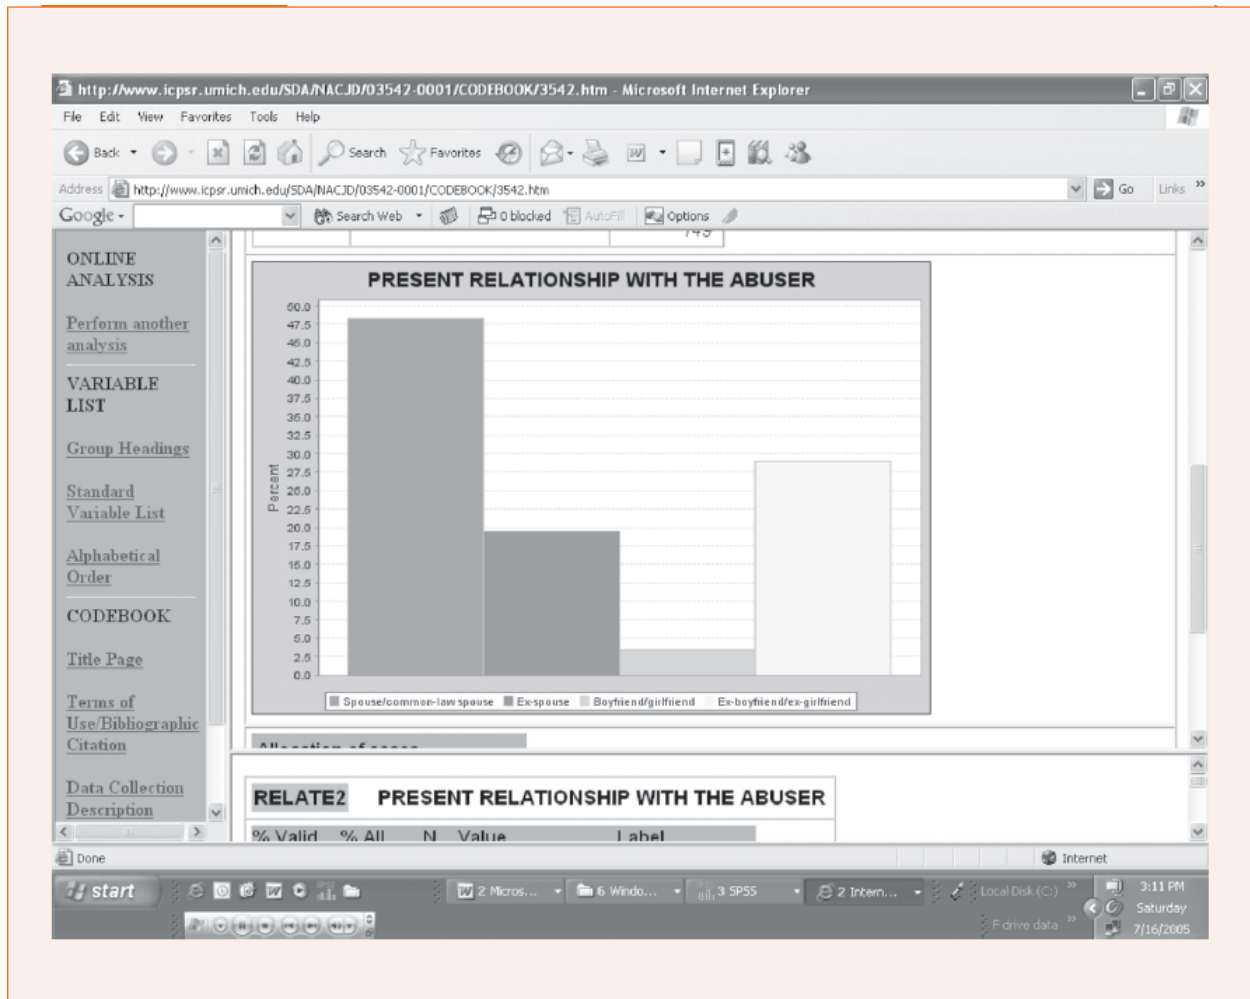 http://www.icpsr.umich.edu/SDA/NACJD/03542-0001/CODEBOOK/3542.htm - Microsoft Internet Explorer
File Edit View Favorites Tools Help
Back Search Favorites
Address http://www.icpsr.umich.edu/SDA/NACJD/03542-0001/CODEBOOK/3542.htm Go Links »
Google Search Web 0 blocked AutoFill Options
ONLINE
ANALYSIS
Perform another
analysis
VARIABLE
LIST
Group Headings
Standard
Variable List
Alphabetical
Order
CODEBOOK
Title Page
Terms of
Use/Bibliographic
Citation
Data Collection
Description
PRESENT RELATIONSHIP WITH THE ABUSER
50.0
47.5
45.0
42.5
40.0
37.5
35.0
32.5
30.0
27.5
25.0
22.5
20.0
17.5
15.0
12.5
10.0
7.5
5.0
2.5
0.0
Percent
Spouse/common-law spouse Ex-spouse Boyfriend/girlfriend Ex-boyfriend/ex-girlfriend
RELATE2 PRESENT RELATIONSHIP WITH THE ABUSER
% Valid % All N Value Label
Done Internet
start 2 Micros... 6 Windo... 3 SPSS 2 Intern... Local Disk (C:) » 3:11 PM
Saturday
F drive data » 7/16/2005